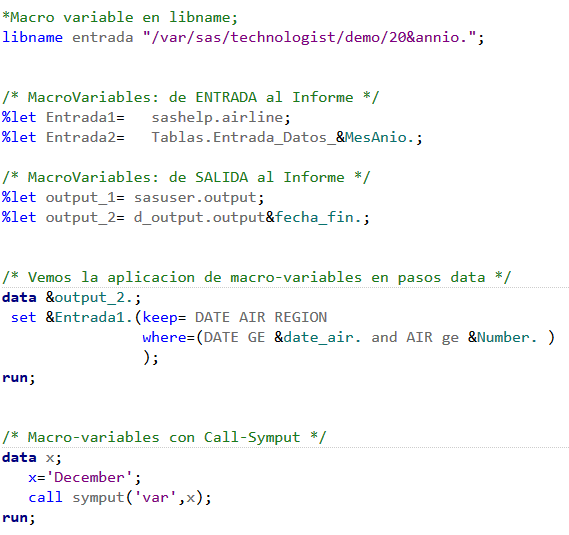 *Macro variable en libname;
libname entrada "/var/sas/technologist/demo/20&annio.";
/* MacroVariables: de ENTRADA al Informe */
%let Entrada1=   sashelp.airline;
%let Entrada2=   Tablas.Entrada_Datos_&MesAnio.;
/* MacroVariables: de SALIDA al Informe */
%let output_1= sasuser.output;
%let output_2= d_output.output&fecha_fin.;
/* Vemos la aplicacion de macro-variables en pasos data */
data &output_2.;
 set &Entrada1.(keep= DATE AIR REGION
                where=(DATE GE &date_air. and AIR ge &Number. )
                );
run;
/* Macro-variables con Call-Symput */
data x;
   x='December';
   call symput('var',x);
run;